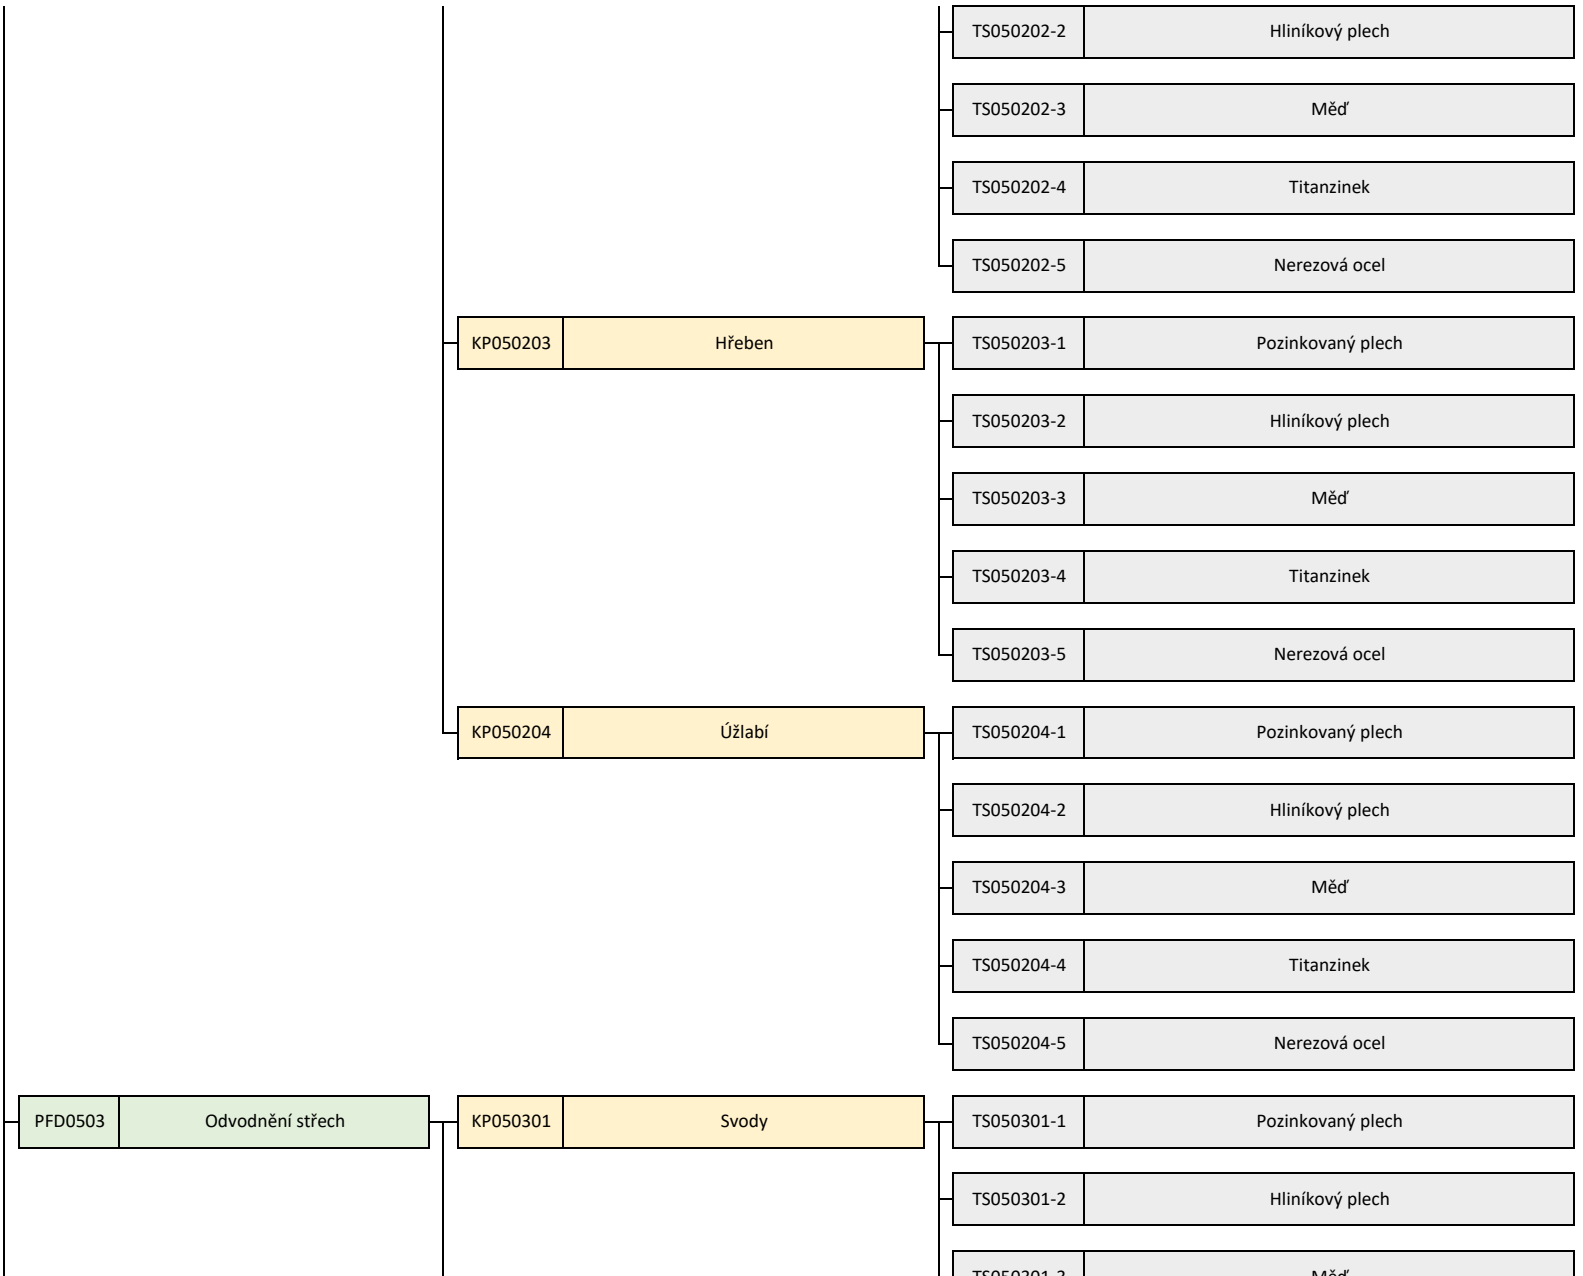 TS050202-2 Hliníkový plech
TS050202-3 Měď
TS050202-4 Titanzinek
TS050202-5 Nerezová ocel
KP050203 Hřeben TS050203-1 Pozinkovaný plech
TS050203-2 Hliníkový plech
TS050203-3 Měď
TS050203-4 Titanzinek
TS050203-5 Nerezová ocel
KP050204 Úžlabí TS050204-1 Pozinkovaný plech
TS050204-2 Hliníkový plech
TS050204-3 Měď
TS050204-4 Titanzinek
TS050204-5 Nerezová ocel
PFD0503 Odvodnění střech KP050301 Svody TS050301-1 Pozinkovaný plech
TS050301-2 Hliníkový plech
TS050301-3 Měď